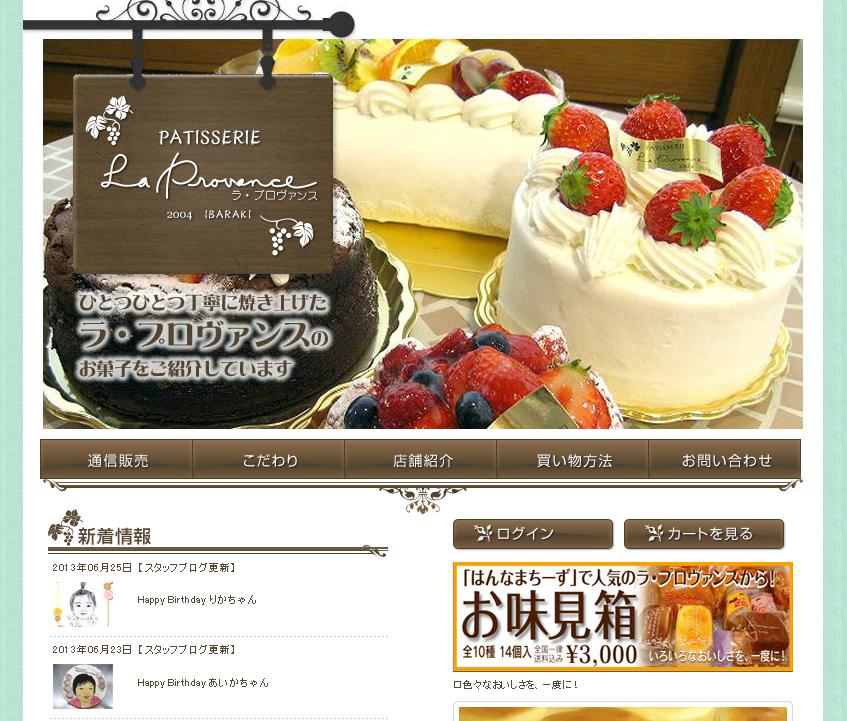 PATISSERIE
La Provence
ラ・プロヴァンス
2004 IBARAKI
PATISSERIE
La Provence
ひとつひとつ丁寧に焼き上げた
ラ・プロヴァンスの
お菓子をご紹介しています
通信販売 こだわり 店舗紹介 買い物方法 お問い合わせ
新着情報
ログイン カートを見る
2013年06月25日 【スタッフブログ更新】
Happy Birthday りかちゃん
2013年06月23日 【スタッフブログ更新】
Happy Birthday あいかちゃん
「はんなまちーず」で人気のラ・プロヴァンスから!
お味見箱
全10種 14個入 全国一律 送料込み ¥3,000
いろいろなおいしさを、一度に!
口色々なおいしさを、一度に!